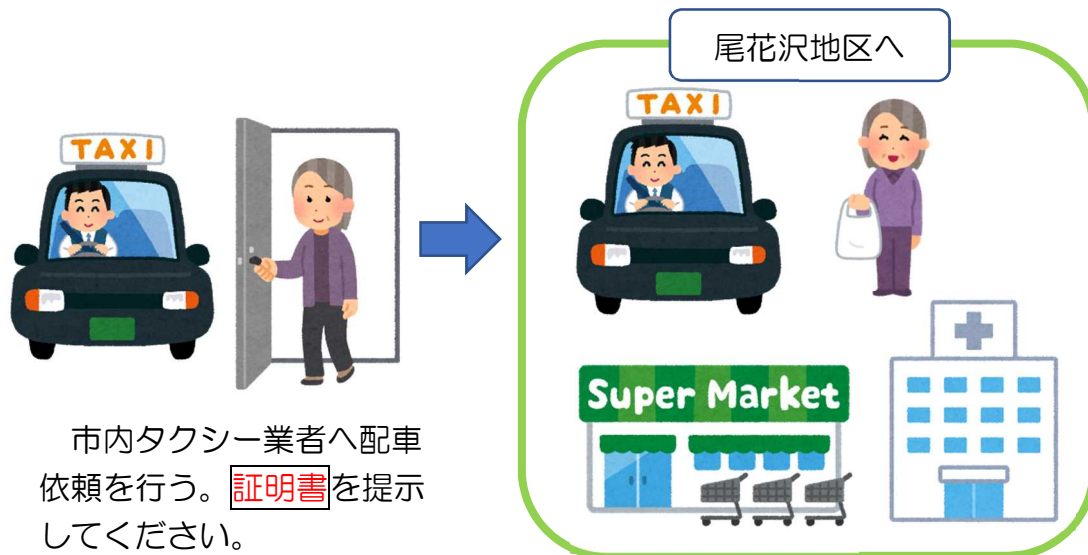 尾花沢地区へ
TAXI
TAXI
Super Market
市内タクシー業者へ配車
依頼を行う。証明書を提示
してください。